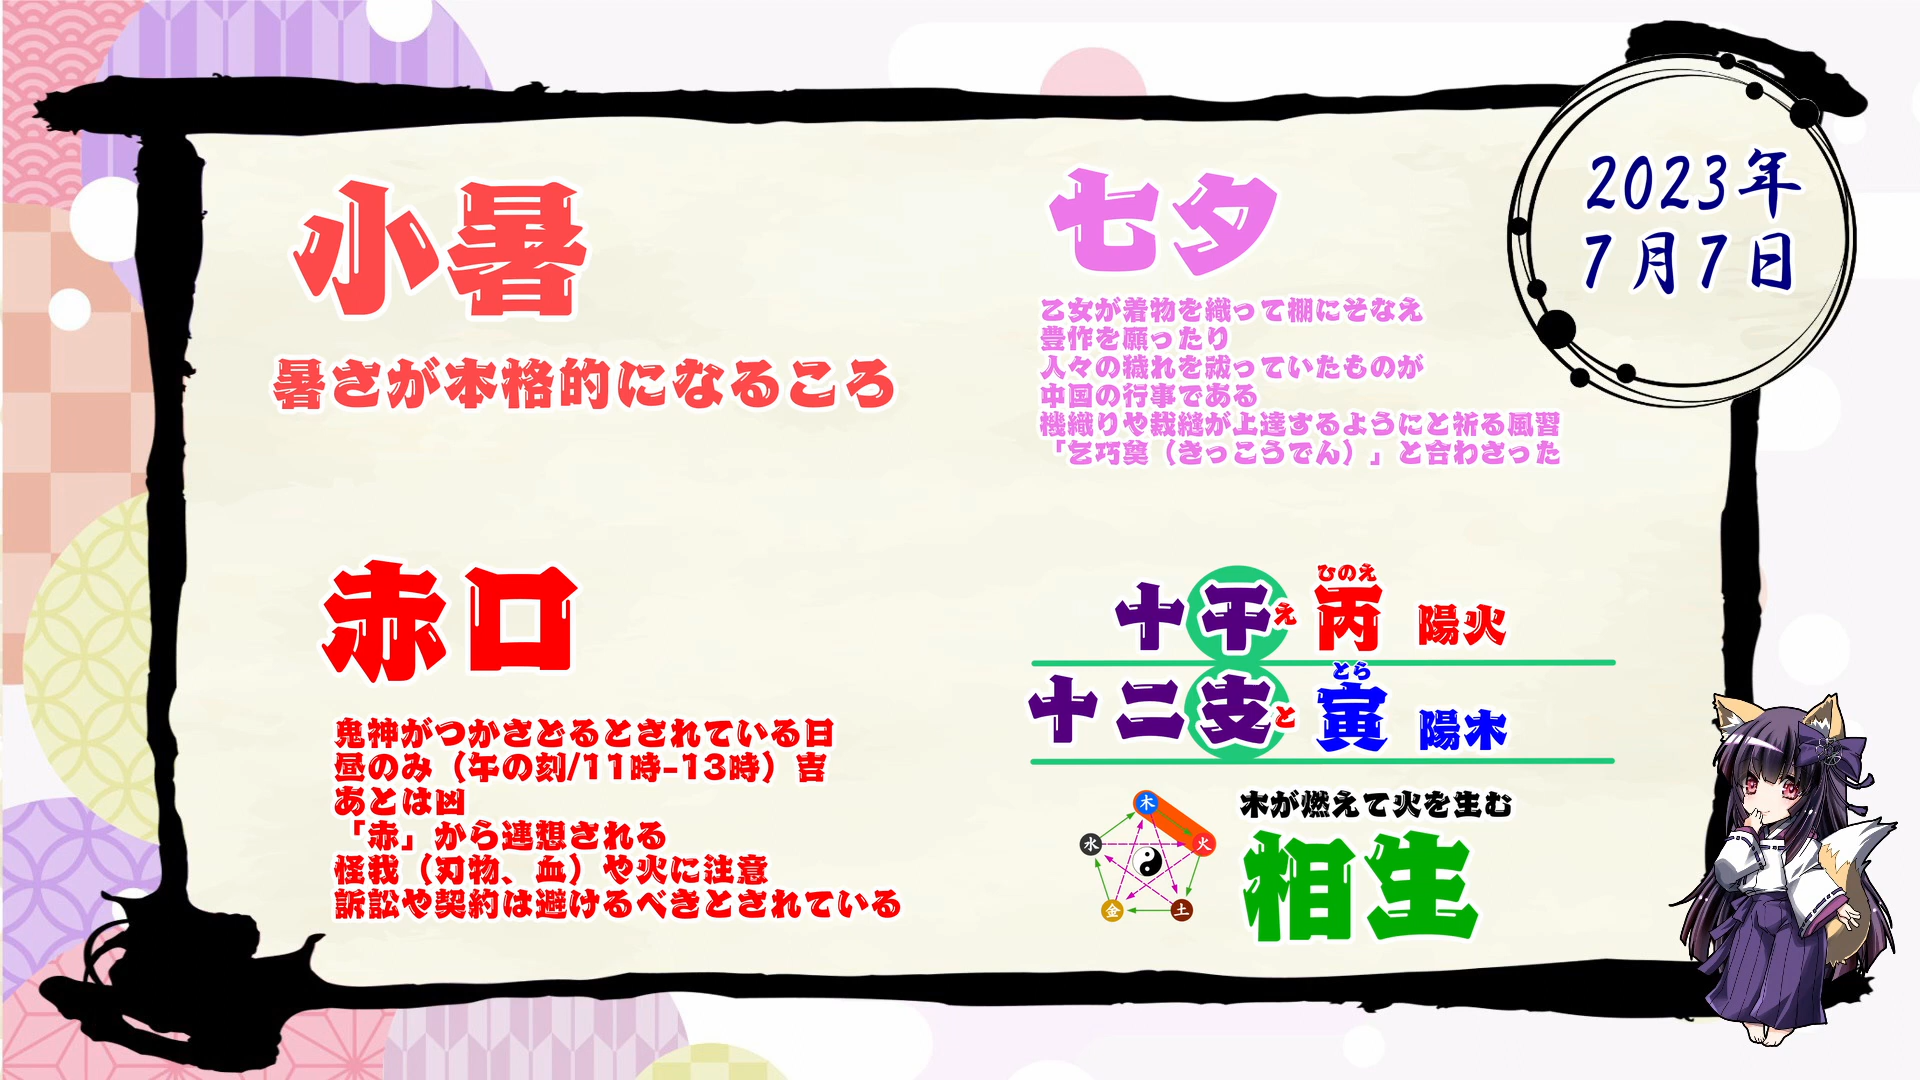 2023年
7月7日
小暑
暑さが本格的になるころ
七夕
乙女が着物を織って棚にそなえ
豊作を願ったり
人々の穢れを祓っていたものが
中国の行事である
機織りや裁縫が上達するようにと祈る風習
「乞巧奠（きっこうでん）」と合わさった
赤口
鬼神がつかさどるとされている日
昼のみ（午の刻/11時-13時）吉
あとは凶
「赤」から連想される
怪我（刃物、血）や火に注意
訴訟や契約は避けるべきとされている
ひのえ
十干え 丙 陽火
とら
十二支と 寅 陽木
木が燃えて火を生む
相生
木
水 火
金 土